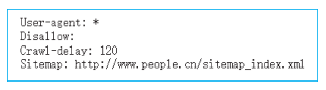 User-agent: *
Disallow:
Crawl-delay: 120
Sitemap: http://www.people.cn/sitemap_index.xml